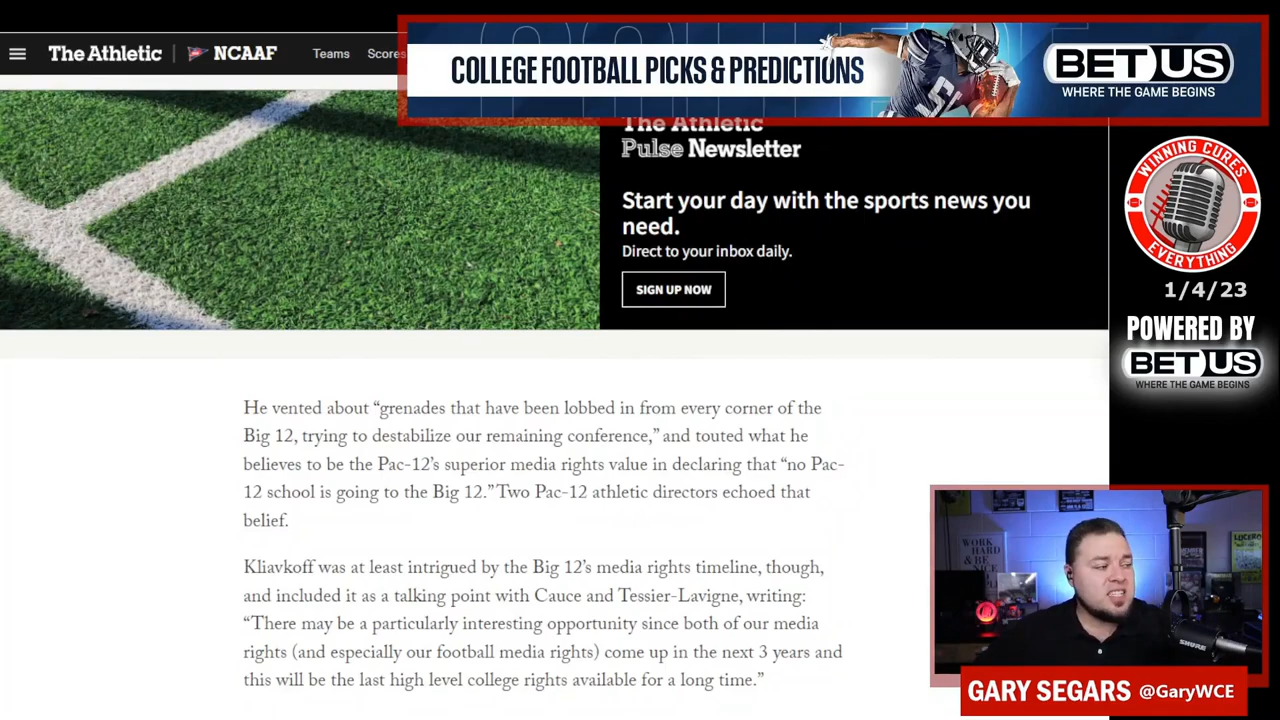 The Athletic
NCAAF
Teams
Scores
COLLEGE FOOTBALL PICKS & PREDICTIONS
BETUS
WHERE THE GAME BEGINS
The Athletic
Pulse Newsletter
Start your day with the sports news you
need.
Direct to your inbox daily.
SIGN UP NOW
WINNING CURES
EVERYTHING
1/4/23
POWERED BY
BETUS
WHERE THE GAME BEGINS
He vented about “grenades that have been lobbed in from every corner of the
Big 12, trying to destabilize our remaining conference,” and touted what he
believes to be the Pac-12’s superior media rights value in declaring that “no Pac-
12 school is going to the Big 12.” Two Pac-12 athletic directors echoed that
belief.
Kliavkoff was at least intrigued by the Big 12’s media rights timeline, though,
and included it as a talking point with Cauce and Tessier-Lavigne, writing:
“There may be a particularly interesting opportunity since both of our media
rights (and especially our football media rights) come up in the next 3 years and
this will be the last high level college rights available for a long time.”
WORK
HARD
& BE
SHURE
GARY SEGARS @GaryWCE